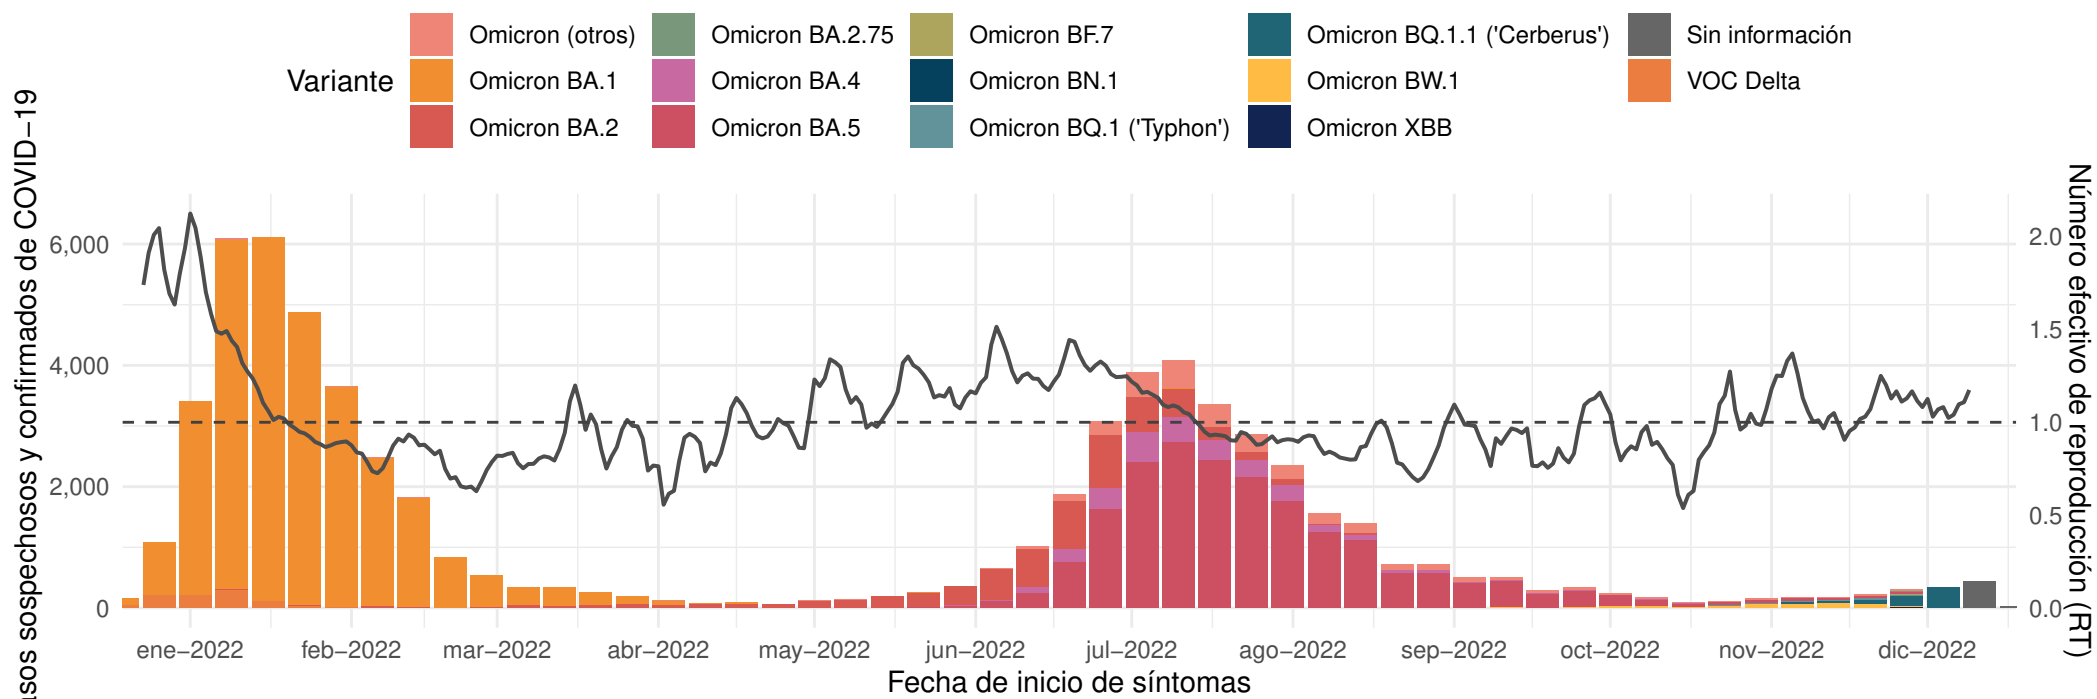 Variante
Omicron (otros)
Omicron BA.1
Omicron BA.2
Omicron BA.2.75
Omicron BA.4
Omicron BA.5
Omicron BF.7
Omicron BN.1
Omicron BQ.1 ('Typhon')
Omicron BQ.1.1 ('Cerberus')
Omicron BW.1
Omicron XBB
Sin información
VOC Delta
sospechosos y confirmados de COVID−19
6,000
4,000
2,000
0
2.0
1.5
1.0
0.5
0.0
Número efectivo de reproducción (RT)
ene−2022 feb−2022 mar−2022 abr−2022 may−2022 jun−2022 jul−2022 ago−2022 sep−2022 oct−2022 nov−2022 dic−2022
Fecha de inicio de síntomas